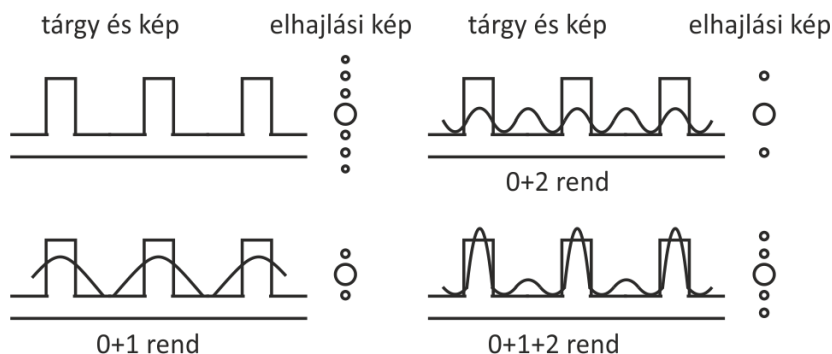 tárgy és kép
elhajlási kép
tárgy és kép
elhajlási kép
0+2 rend
0+1 rend
0+1+2 rend